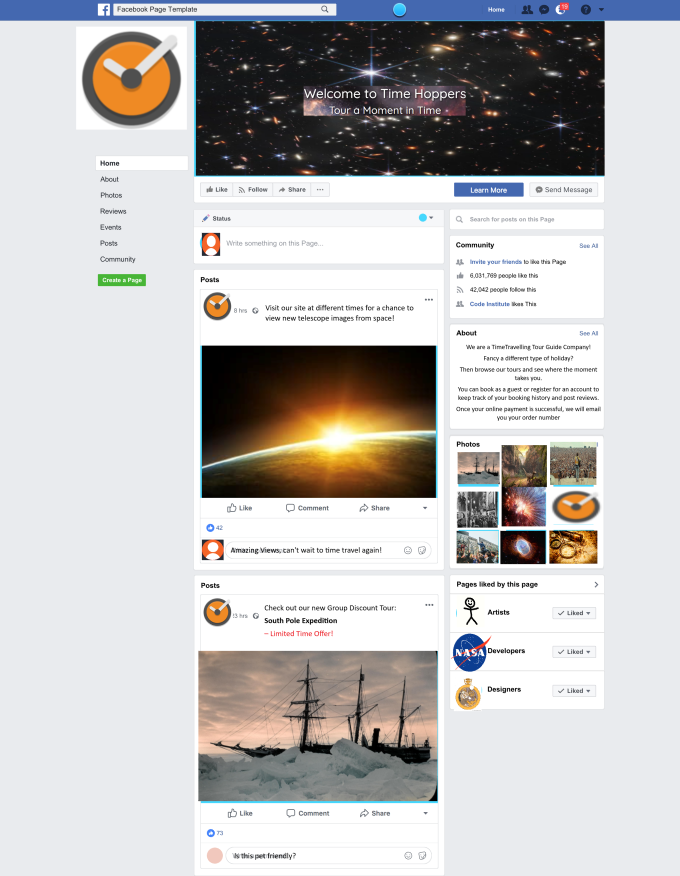 Facebook Page Template
Home
19
Welcome to Time Hoppers
Tour a Moment in Time
Home
About
Photos
Reviews
Events
Posts
Community
Create a Page
Like
Follow
Share
Learn More
Send Message
Status
Write something on this Page...
Posts
8 hrs
Visit our site at different times for a chance to
view new telescope images from space!
Like
Comment
Share
42
Amazing Views, can't wait to time travel again!
Posts
13 hrs
Check out our new Group Discount Tour:
South Pole Expedition
– Limited Time Offer!
Like
Comment
Share
73
Is this pet friendly?
Search for posts on this Page
Community
See All
Invite your friends to like this Page
6,031,769 people like this
42,042 people follow this
Code Institute likes This
About
See All
We are a TimeTravelling Tour Guide Company!
Fancy a different type of holiday?
Then browse our tours and see where the moment
takes you.
You can book as a guest or register for an account to
keep track of your booking history and post reviews.
Once your online payment is successful, we will email
you your order number
Photos
Pages liked by this page
Artists
Liked
NASA
Developers
Liked
Designers
Liked